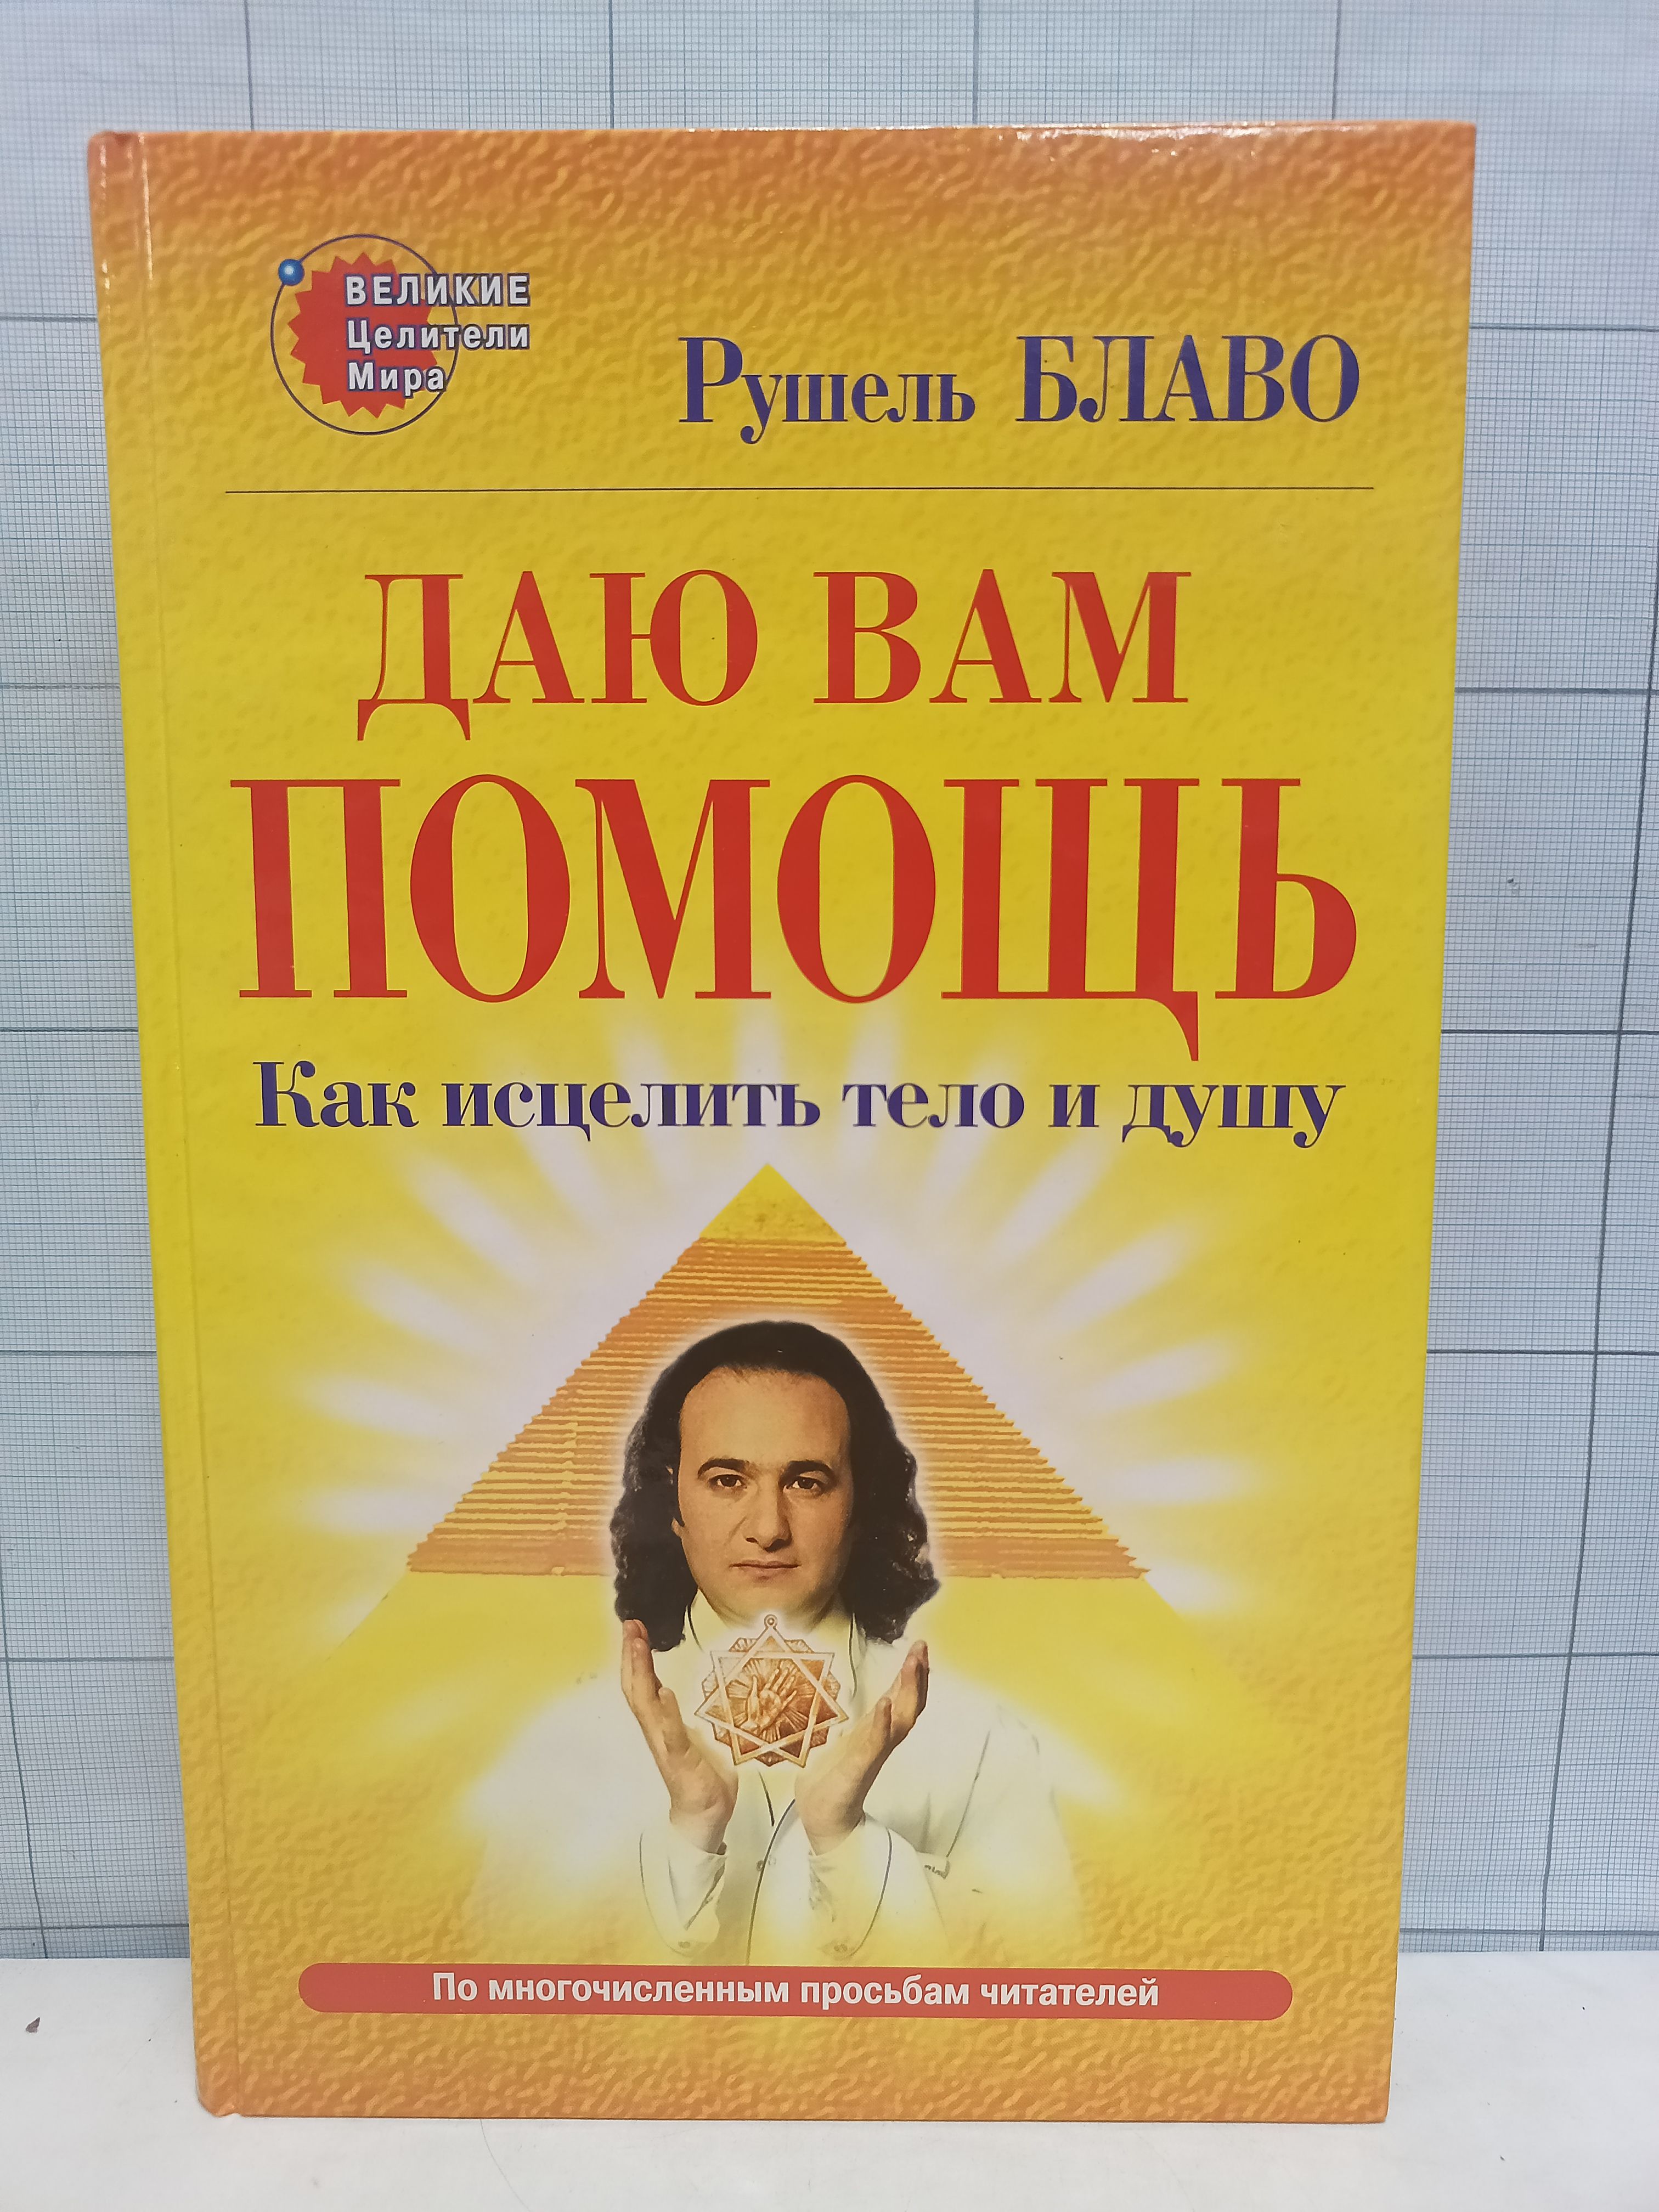 ВЕЛИКИЕ
Целители
Мира
Рушель БЛАВО
ДАЮ ВАМ
ПОМОЩЬ
Как исцелить тело и душу
По многочисленным просьбам читателей